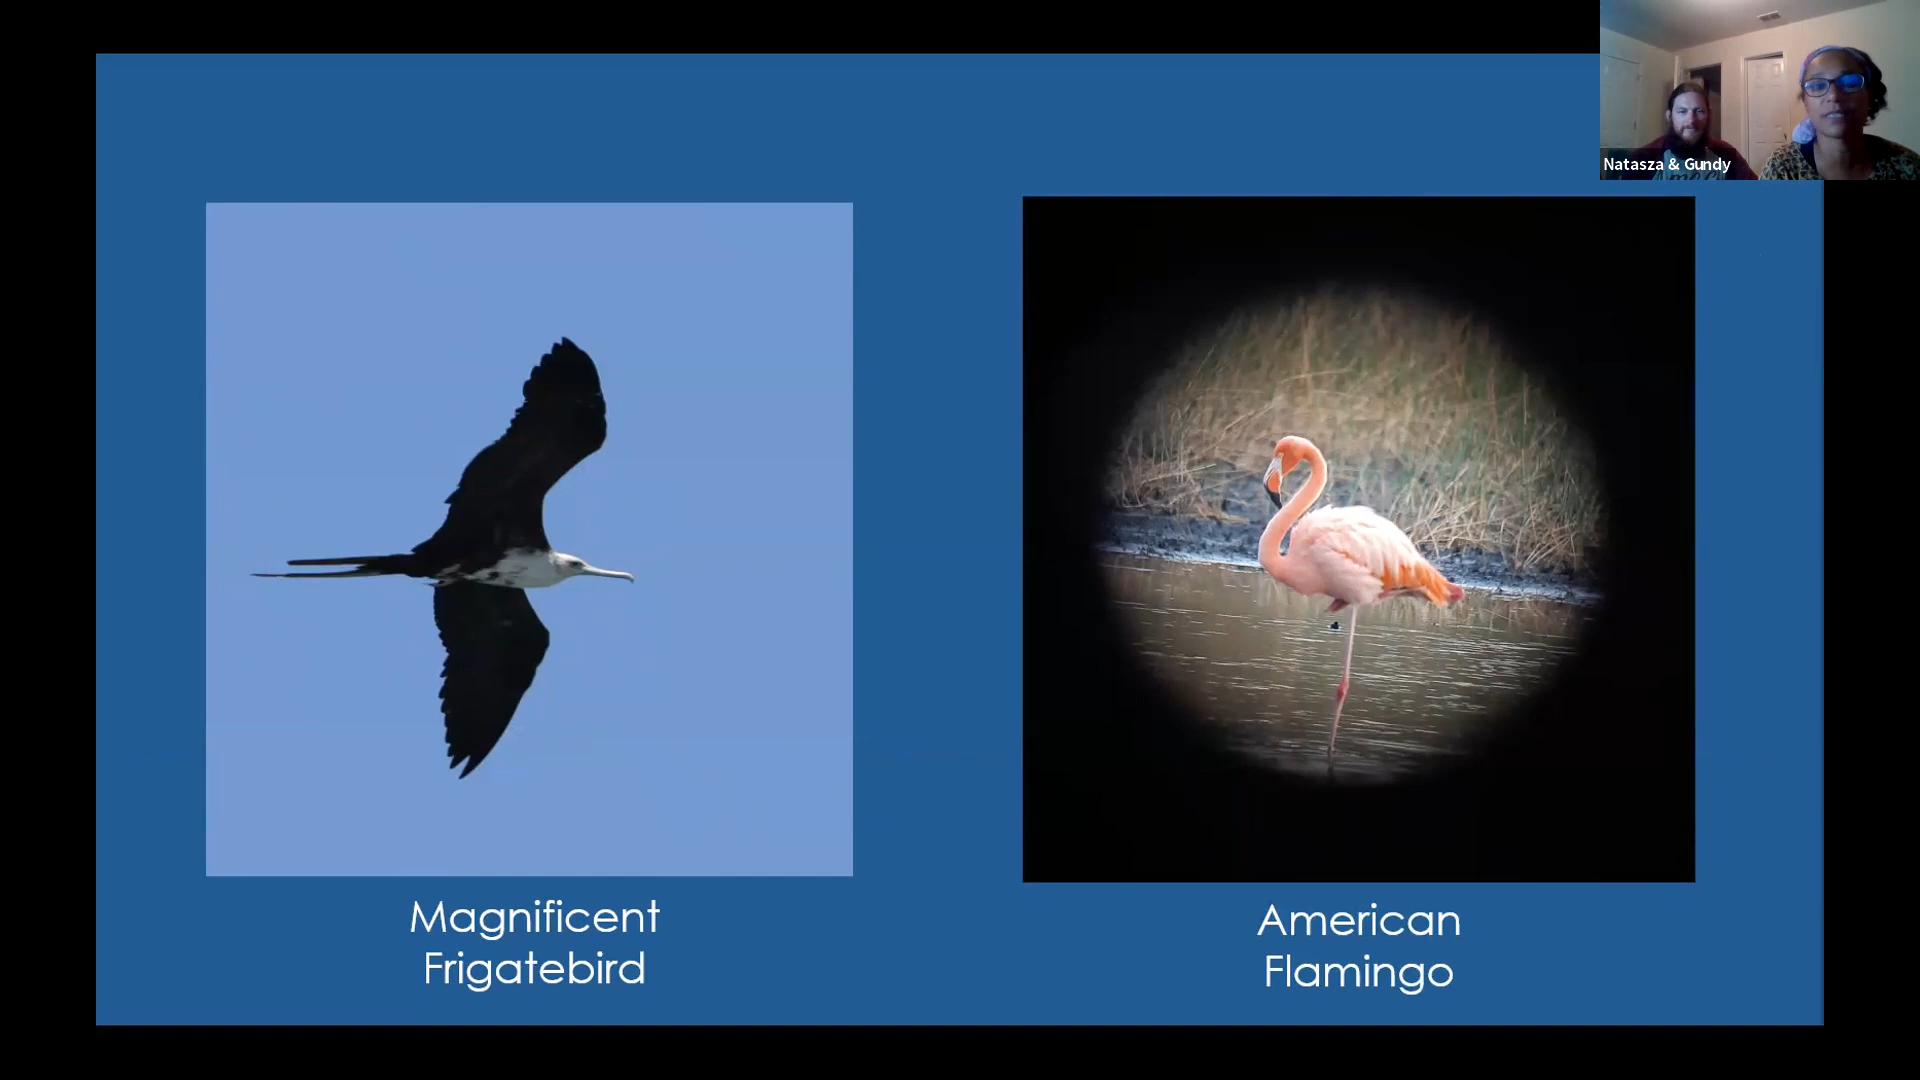 Natasza & Gundy
Magnificent
Frigatebird
American
Flamingo